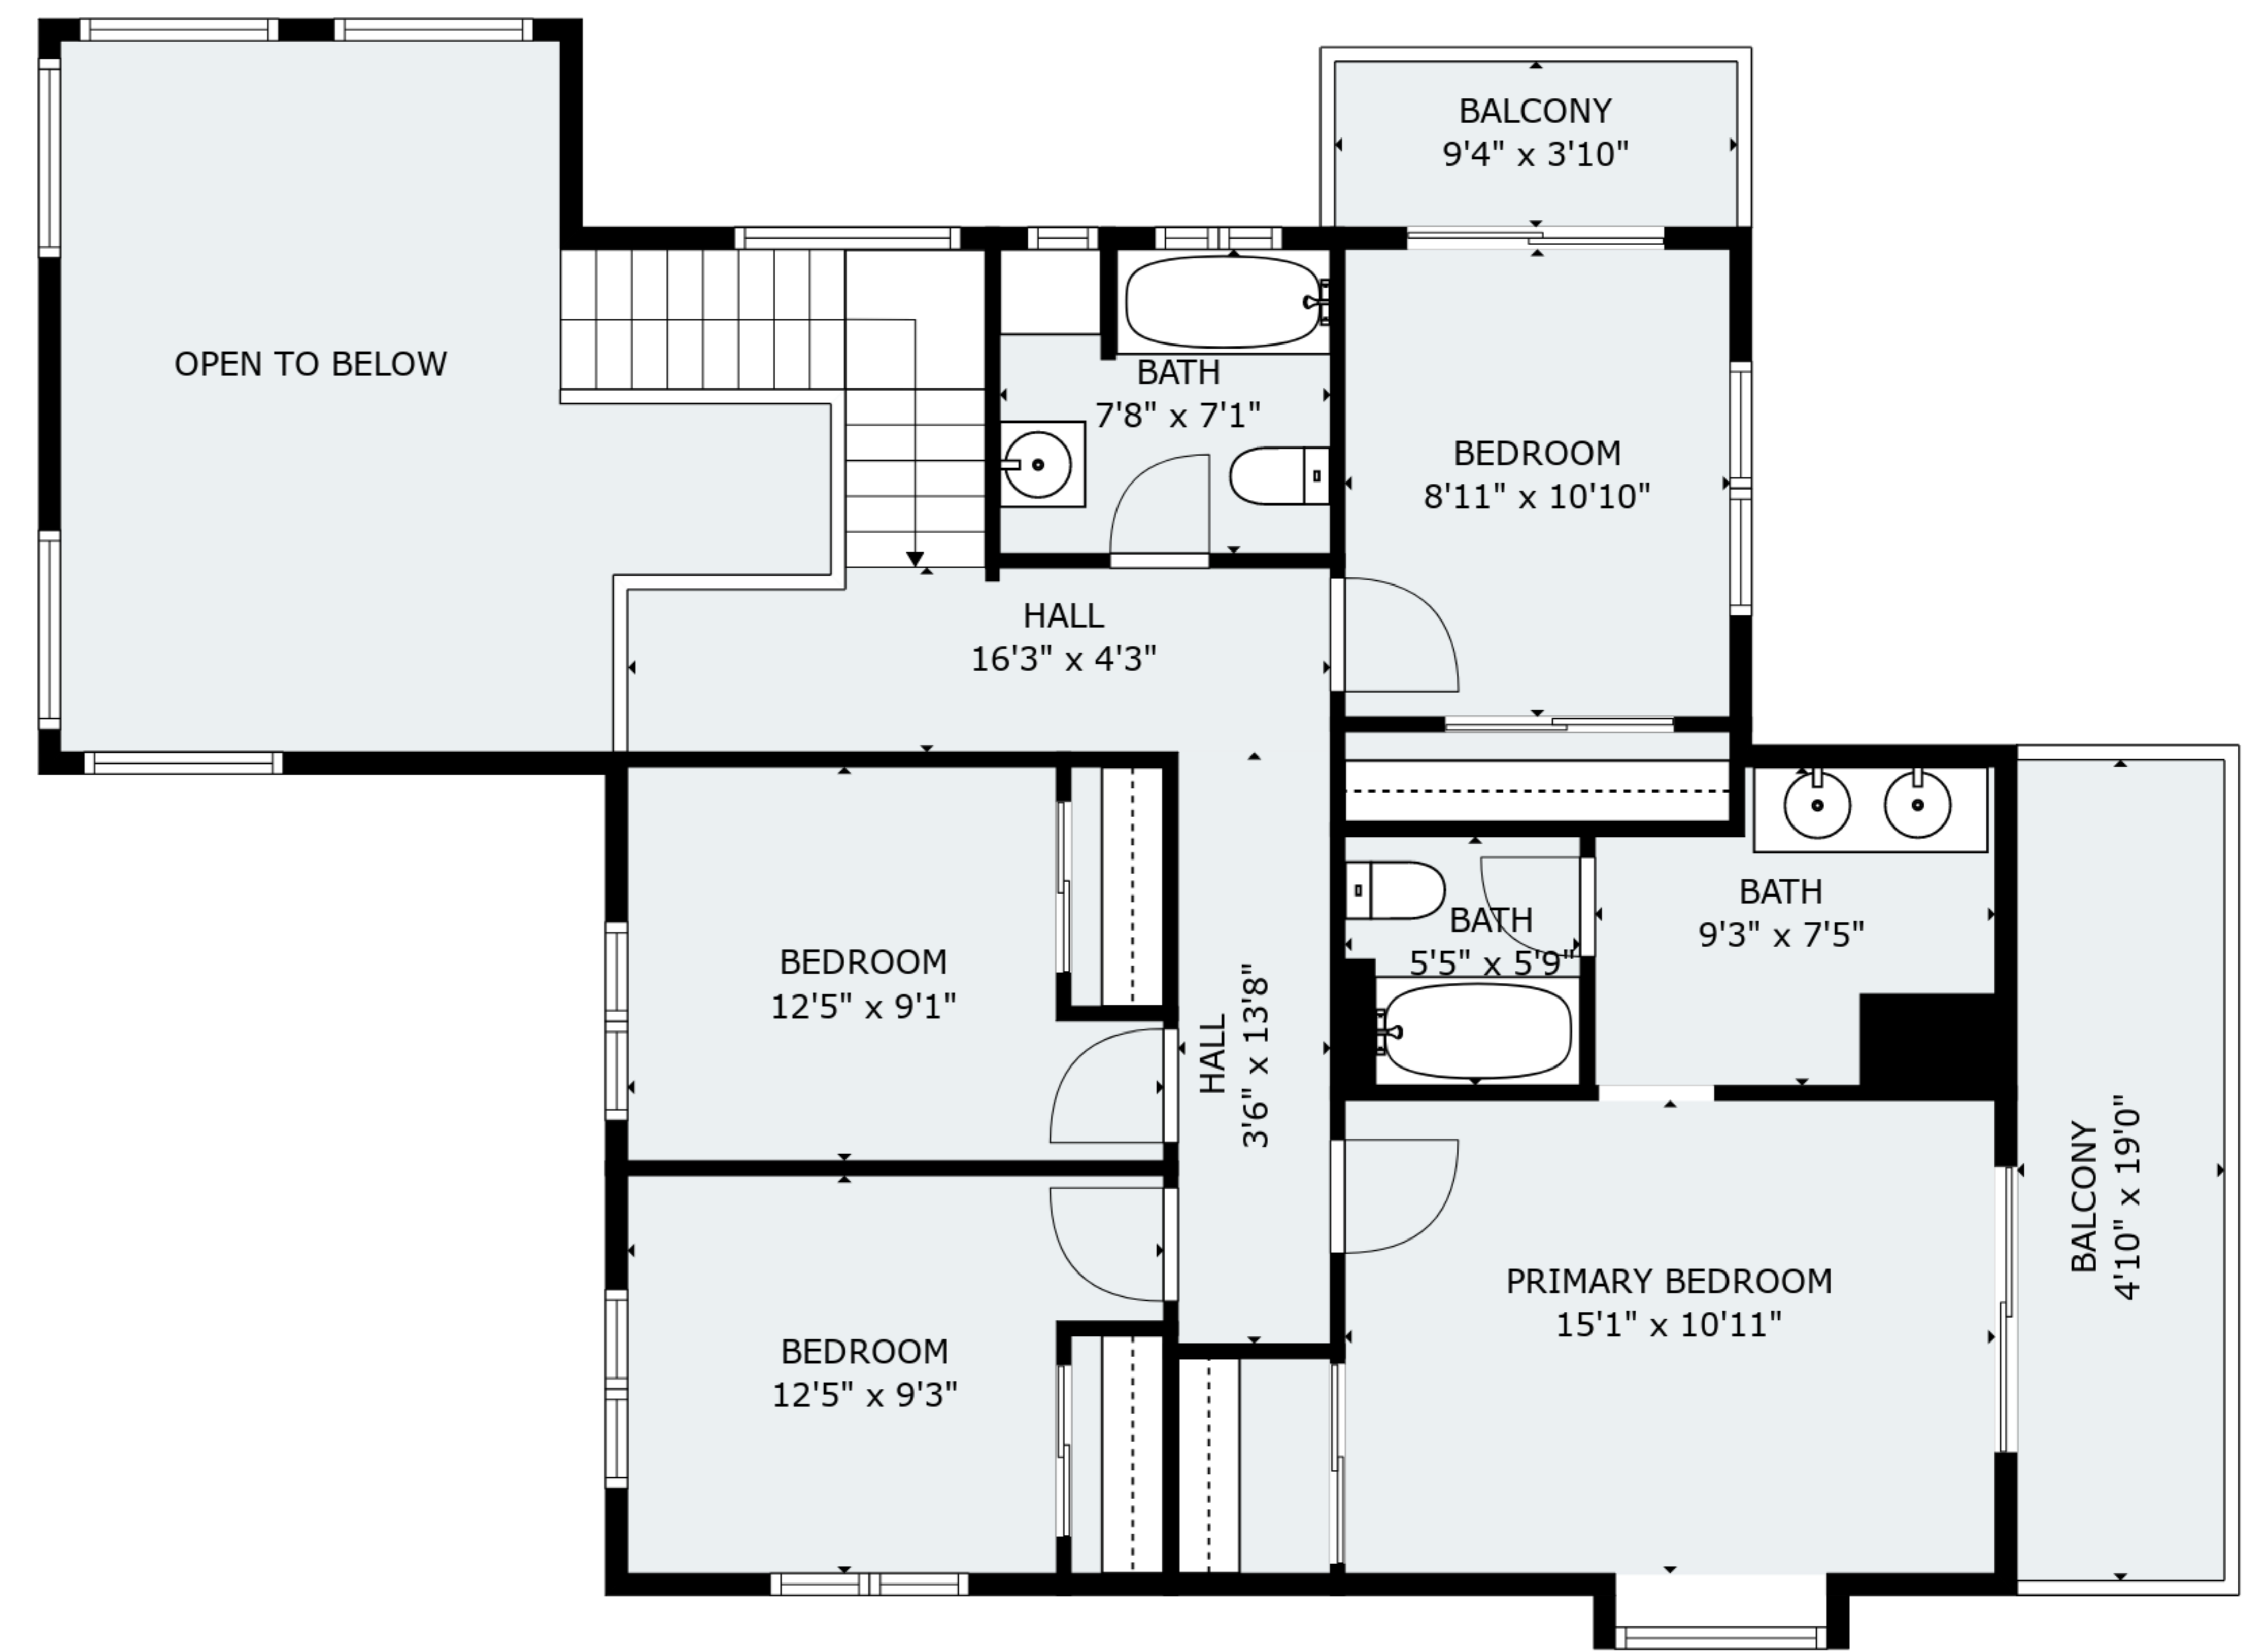 BALCONY
9'4" x 3'10"
OPEN TO BELOW
BATH
7'8" x 7'1"
BEDROOM
8'11" x 10'10"
HALL
16'3" x 4'3"
BEDROOM
12'5" x 9'1"
HALL
3'6" x 13'8"
BATH
5'5" x 5'9"
BATH
9'3" x 7'5"
BALCONY
4'10" x 19'0"
BEDROOM
12'5" x 9'3"
PRIMARY BEDROOM
15'1" x 10'11"